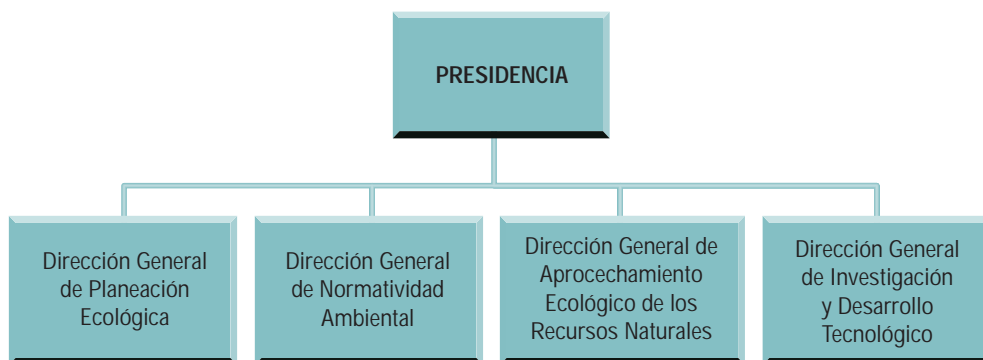 PRESIDENCIA
Dirección General
de Planeación
Ecológica
Dirección General
de Normatividad
Ambiental
Dirección General de
Aprocechamiento
Ecológico de los
Recursos Naturales
Dirección General
de Investigación
y Desarrollo
Tecnológico